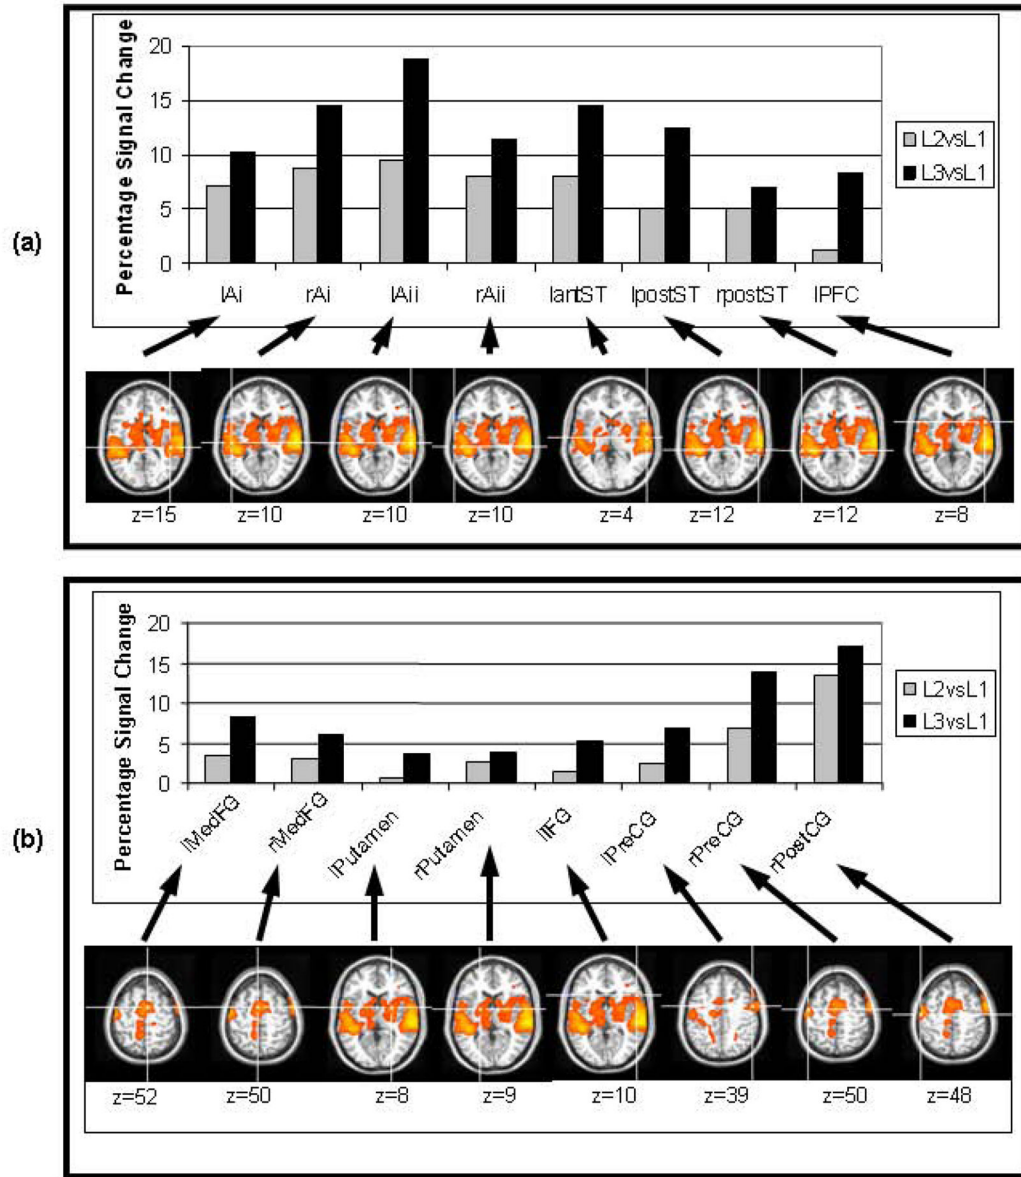 (a)
Percentage Signal Change
20
15
10
5
0
L2vsL1
L3vsL1
lAi rAi lAii rAii lantST lpostST rpostST lPFC
z=15 z=10 z=10 z=10 z=4 z=12 z=12 z=8
(b)
Percentage Signal Change
20
15
10
5
0
L2vsL1
L3vsL1
lMedFG rMedFG lPutamen rPutamen lIFG lPreCG rPreCG rPostCG
z=52 z=50 z=8 z=9 z=10 z=39 z=50 z=48